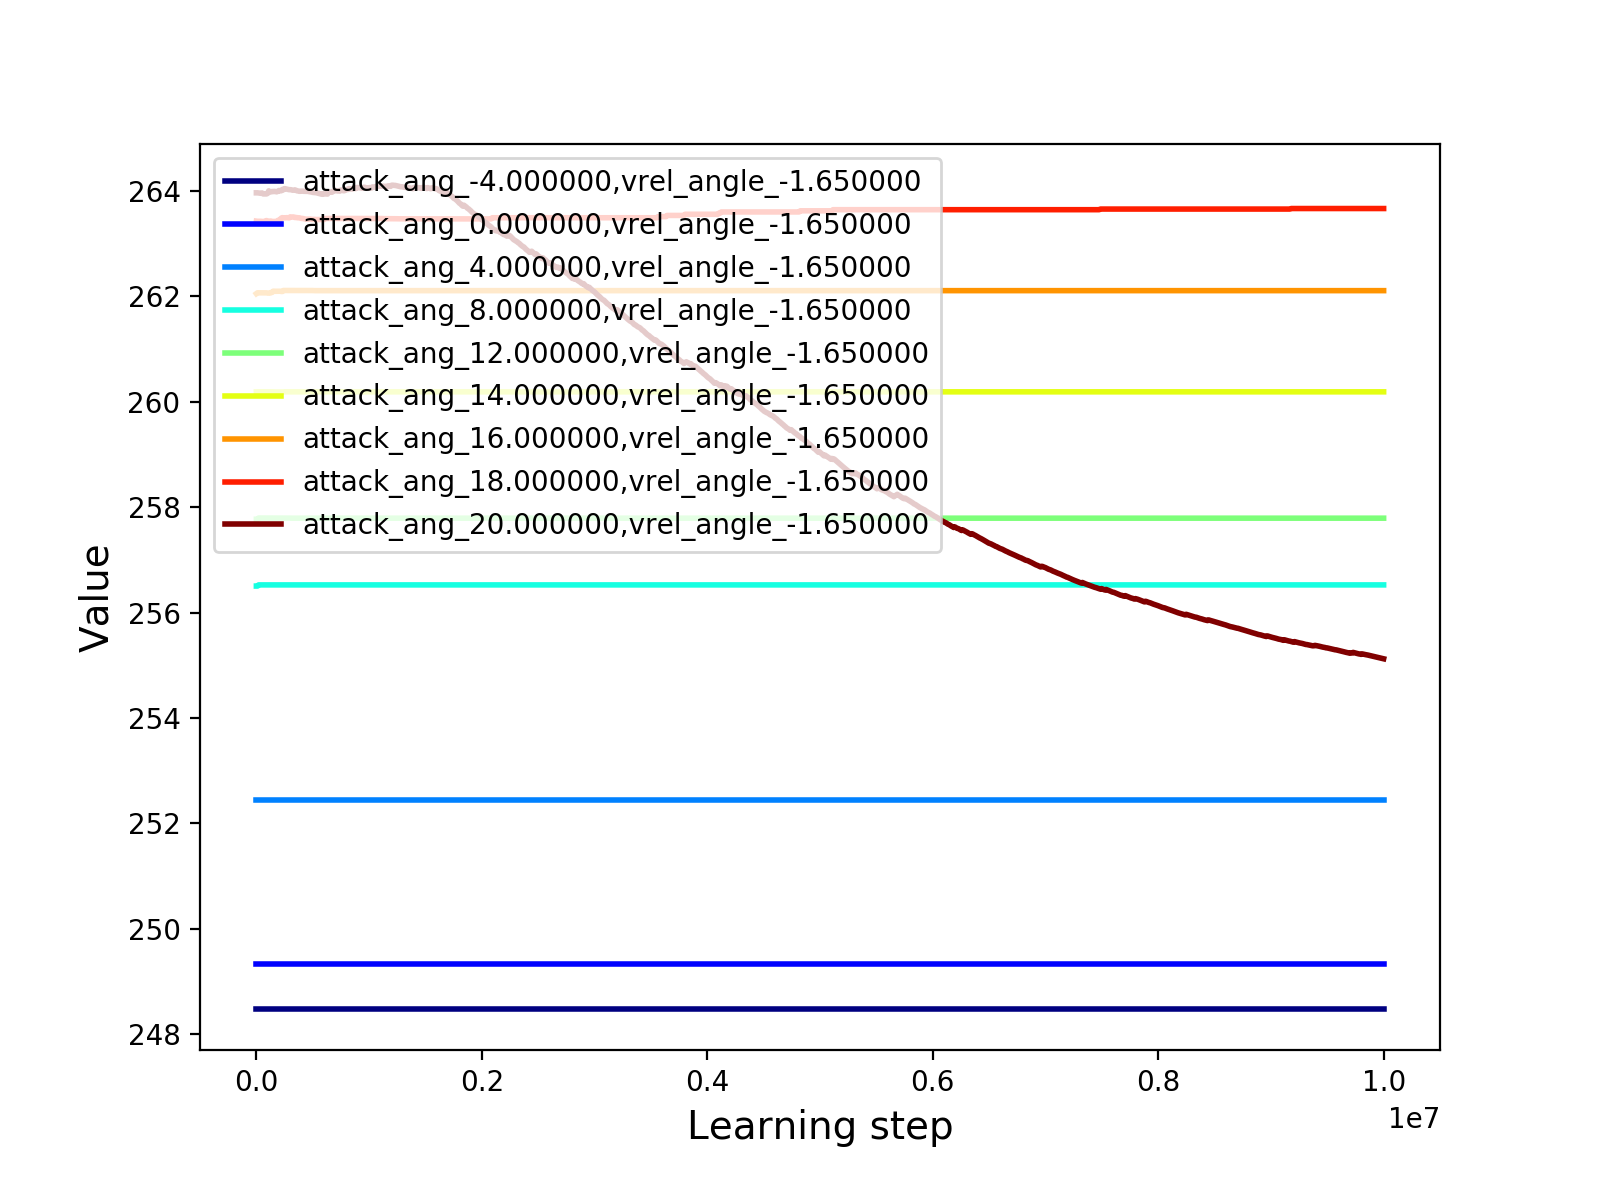 264
262
260
258
256
254
252
250
248
Value
attack_ang_-4.000000,vrel_angle_-1.650000
attack_ang_0.000000,vrel_angle_-1.650000
attack_ang_4.000000,vrel_angle_-1.650000
attack_ang_8.000000,vrel_angle_-1.650000
attack_ang_12.000000,vrel_angle_-1.650000
attack_ang_14.000000,vrel_angle_-1.650000
attack_ang_16.000000,vrel_angle_-1.650000
attack_ang_18.000000,vrel_angle_-1.650000
attack_ang_20.000000,vrel_angle_-1.650000
0.0 0.2 0.4 0.6 0.8 1.0
1e7
Learning step